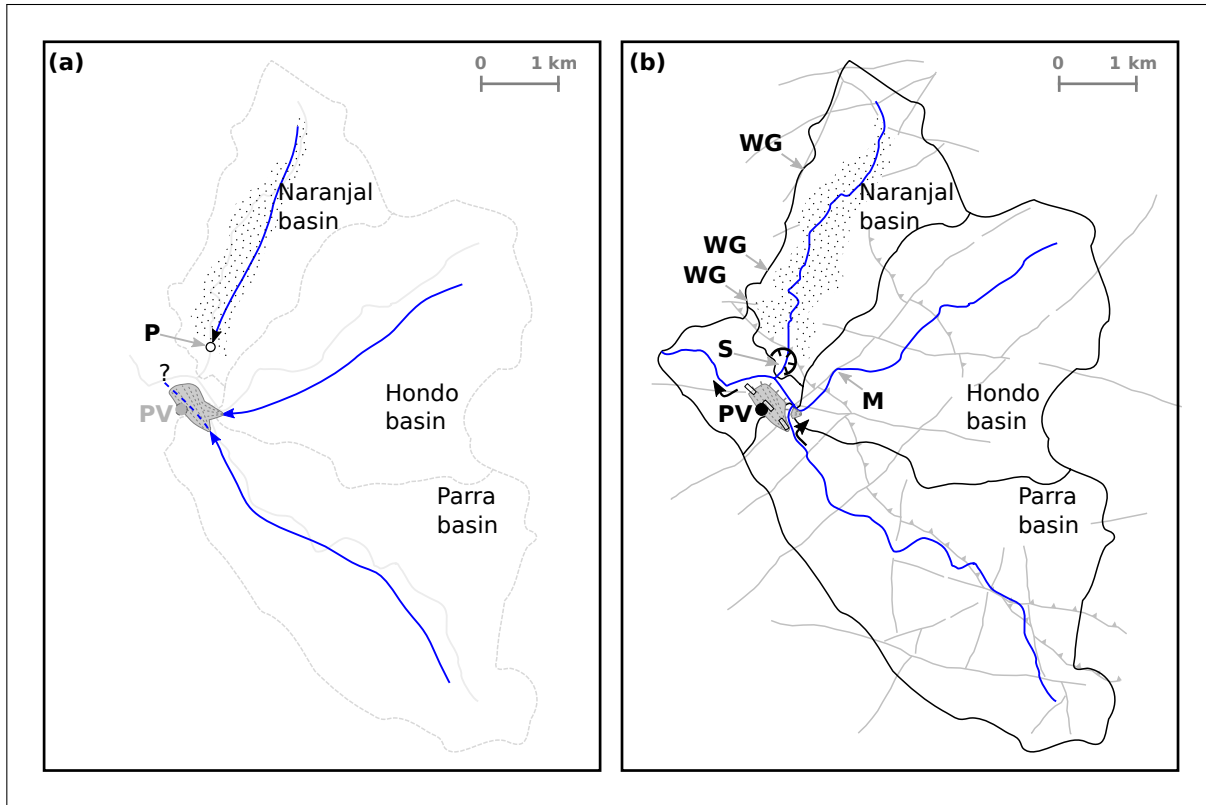 (a)
0 1 km
Naranjal
basin
P
?
PV
Hondo
basin
Parra
basin
(b)
0 1 km
WG
Naranjal
basin
WG
WG
S
PV
M
Hondo
basin
Parra
basin